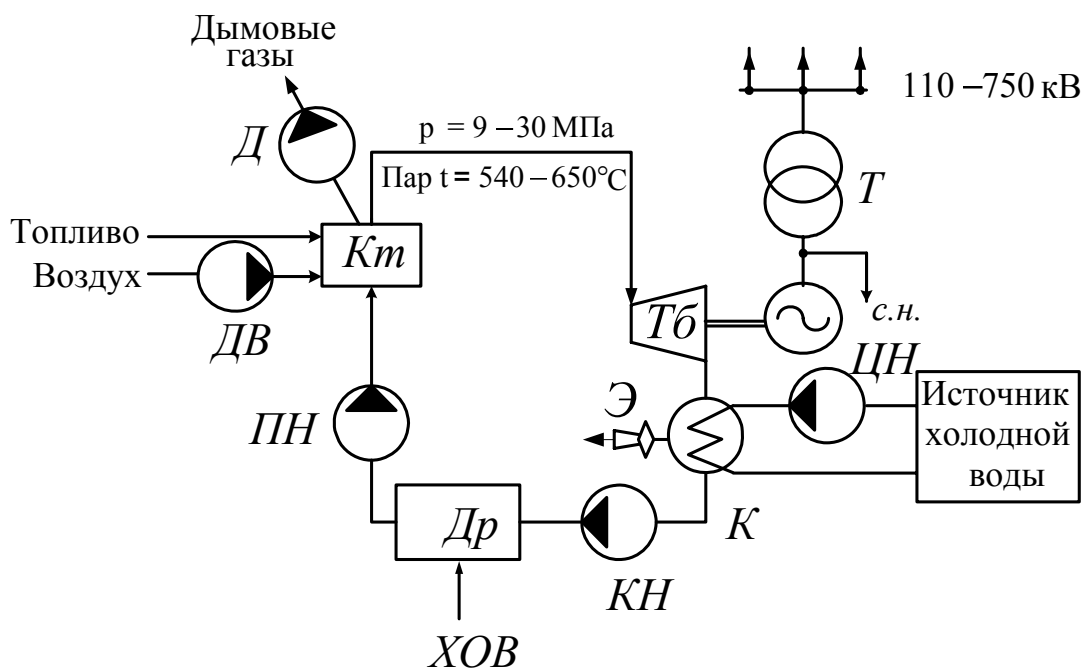 Дымовые
газы
110 – 750 кВ
р = 9 – 30 МПа
Д
Пар t = 540 – 650°С
Т
Топливо
Кт
Воздух
Тб
с.н.
ДВ
ЦН
Э
Источник
холодной
воды
ПН
Др
К
КН
ХОВ